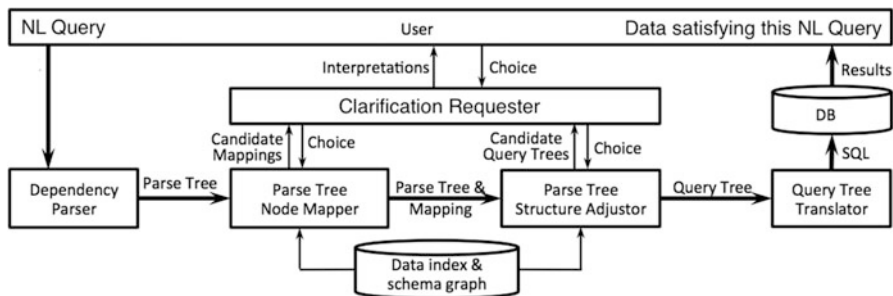 NL Query
User
Data satisfying this NL Query
Interpretations
Choice
Results
Clarification Requester
DB
Candidate
Mappings
Choice
Candidate
Query Trees
Choice
SQL
Dependency
Parser
Parse Tree
Parse Tree
Node Mapper
Parse Tree &
Mapping
Parse Tree
Structure Adjustor
Query Tree
Query Tree
Translator
Data index &
schema graph